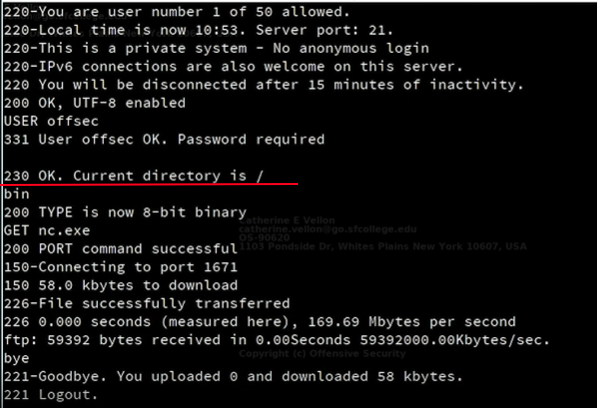 220-You are user number 1 of 50 allowed.
220-Local time is now 10:53. Server port: 21.
220-This is a private system - No anonymous login
220-IPv6 connections are also welcome on this server.
220 You will be disconnected after 15 minutes of inactivity.
200 OK, UTF-8 enabled
USER offsec
331 User offsec OK. Password required
230 OK. Current directory is /
bin
200 TYPE is now 8-bit binary
GET nc.exe
Catherine E Vellon
catherine.vellon@go.sfcollege.edu
OS-90620
1103 Pondside Dr, Whites Plains New York 10607, USA
200 PORT command successful
150-Connecting to port 1671
150 58.0 kbytes to download
226-File successfully transferred
226 0.000 seconds (measured here), 169.69 Mbytes per second
ftp: 59392 bytes received in 0.00Seconds 59392000.00Kbytes/sec.
bye
Copyright (c) Offensive Security
221-Goodbye. You uploaded 0 and downloaded 58 kbytes.
221 Logout.